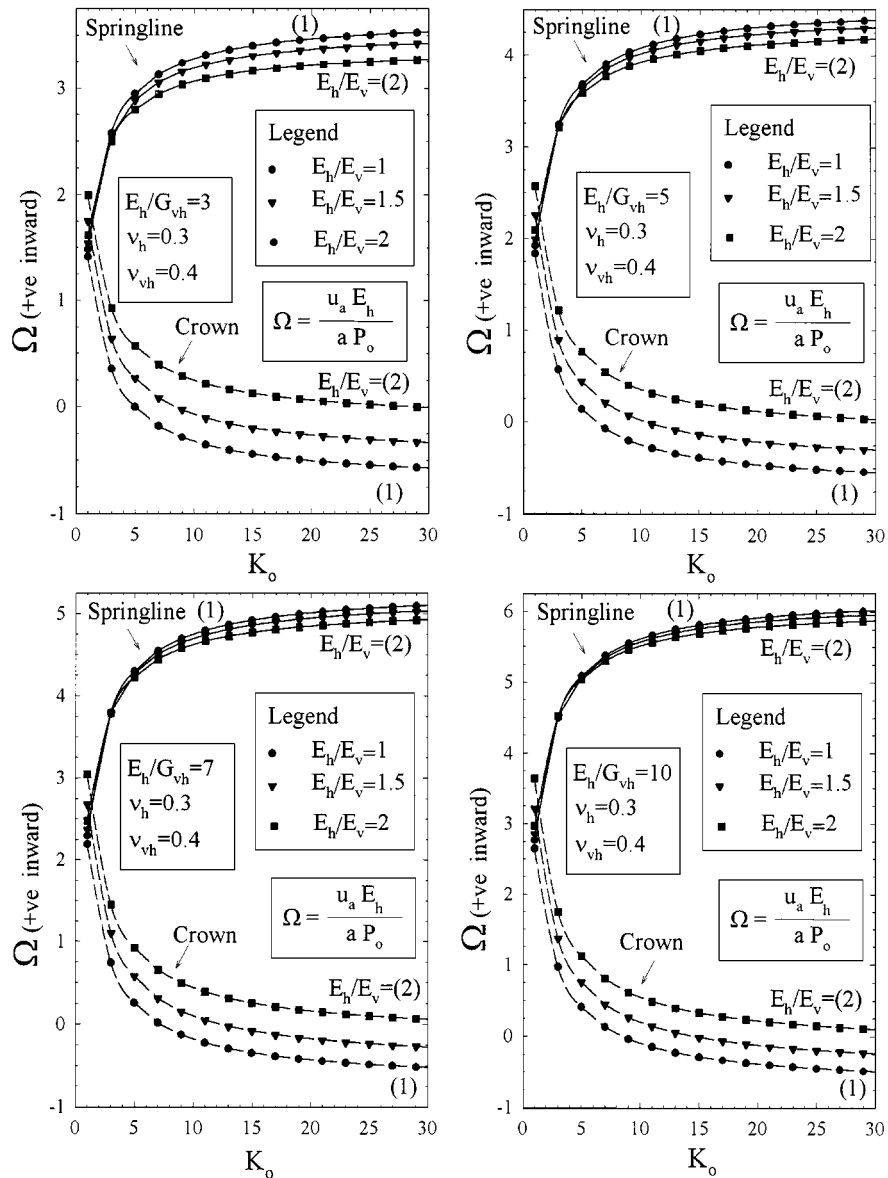 Springline
(1)
E_h/E_v=(2)
Legend
E_h/E_v=1
E_h/E_v=1.5
E_h/E_v=2
E_h/G_vh=3
ν_h=0.3
ν_vh=0.4
Ω = u_a E_h / a P_o
Crown
E_h/E_v=(2)
(1)
Ω (+ve inward)
3
2
1
0
-1
0 5 10 15 20 25 30
K_o
Springline
(1)
E_h/E_v=(2)
Legend
E_h/E_v=1
E_h/E_v=1.5
E_h/E_v=2
E_h/G_vh=5
ν_h=0.3
ν_vh=0.4
Ω = u_a E_h / a P_o
Crown
E_h/E_v=(2)
(1)
Ω (+ve inward)
4
3
2
1
0
-1
0 5 10 15 20 25 30
K_o
Springline
(1)
E_h/E_v=(2)
Legend
E_h/E_v=1
E_h/E_v=1.5
E_h/E_v=2
E_h/G_vh=7
ν_h=0.3
ν_vh=0.4
Ω = u_a E_h / a P_o
Crown
E_h/E_v=(2)
(1)
Ω (+ve inward)
5
4
3
2
1
0
-1
0 5 10 15 20 25 30
K_o
Springline
(1)
E_h/E_v=(2)
Legend
E_h/E_v=1
E_h/E_v=1.5
E_h/E_v=2
E_h/G_vh=10
ν_h=0.3
ν_vh=0.4
Ω = u_a E_h / a P_o
Crown
E_h/E_v=(2)
(1)
Ω (+ve inward)
6
5
4
3
2
1
0
-1
0 5 10 15 20 25 30
K_o